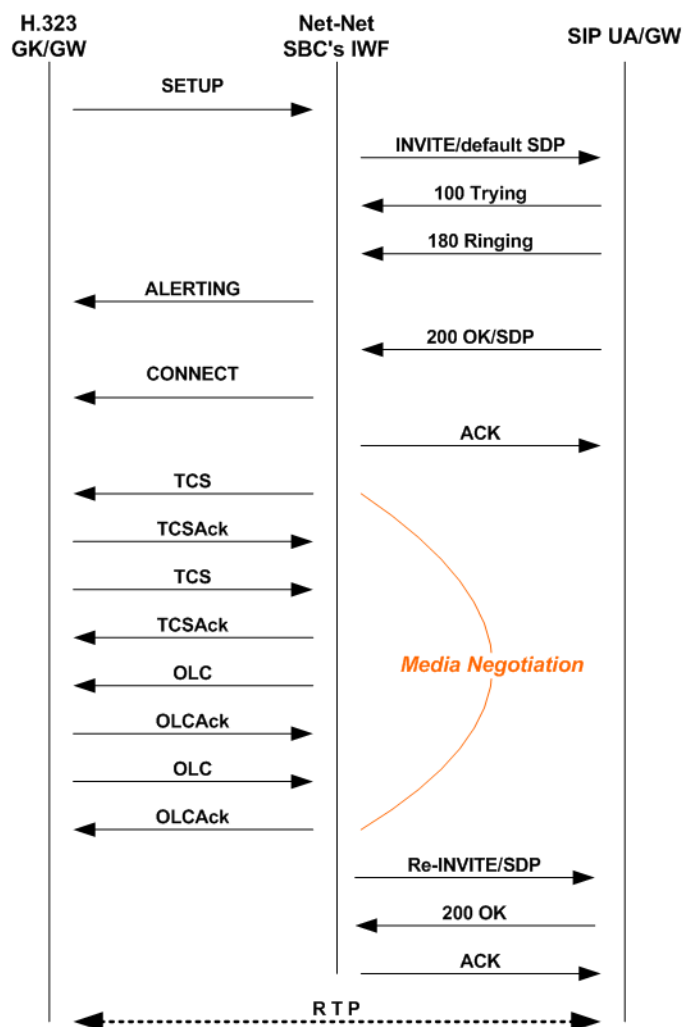 H.323
GK/GW
Net-Net
SBC's IWF
SIP UA/GW
SETUP
INVITE/default SDP
100 Trying
180 Ringing
ALERTING
200 OK/SDP
CONNECT
ACK
TCS
TCSAck
TCS
TCSAck
Media Negotiation
OLC
OLCAck
OLC
OLCAck
Re-INVITE/SDP
200 OK
ACK
R T P